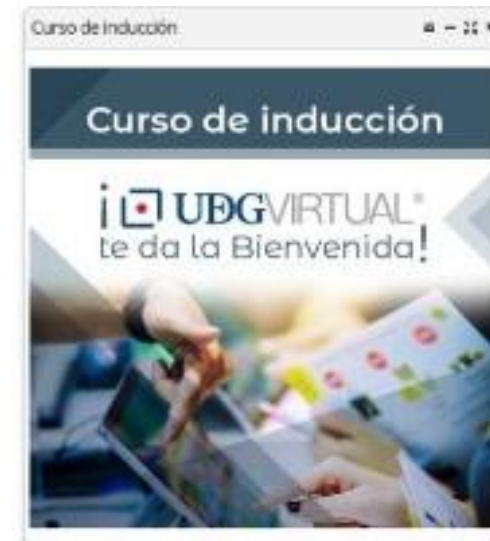 Curso de inducción
Curso de inducción
¡ UDGVIRTUAL®
te da la Bienvenida!